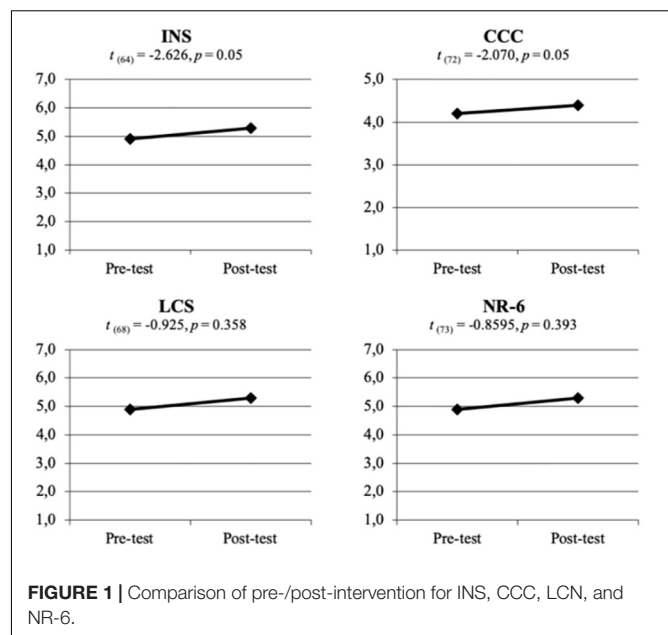 INS
t (64) = -2.626, p = 0.05
7,0
6,0
5,0
4,0
3,0
2,0
1,0
Pre-test Post-test
CCC
t (72) = -2.070, p = 0.05
5,0
4,0
3,0
2,0
1,0
Pre-test Post-test
LCS
t (68) = -0.925, p = 0.358
7,0
6,0
5,0
4,0
3,0
2,0
1,0
Pre-test Post-test
NR-6
t (73) = -0.8595, p = 0.393
7,0
6,0
5,0
4,0
3,0
2,0
1,0
Pre-test Post-test
FIGURE 1 | Comparison of pre-/post-intervention for INS, CCC, LCN, and
NR-6.